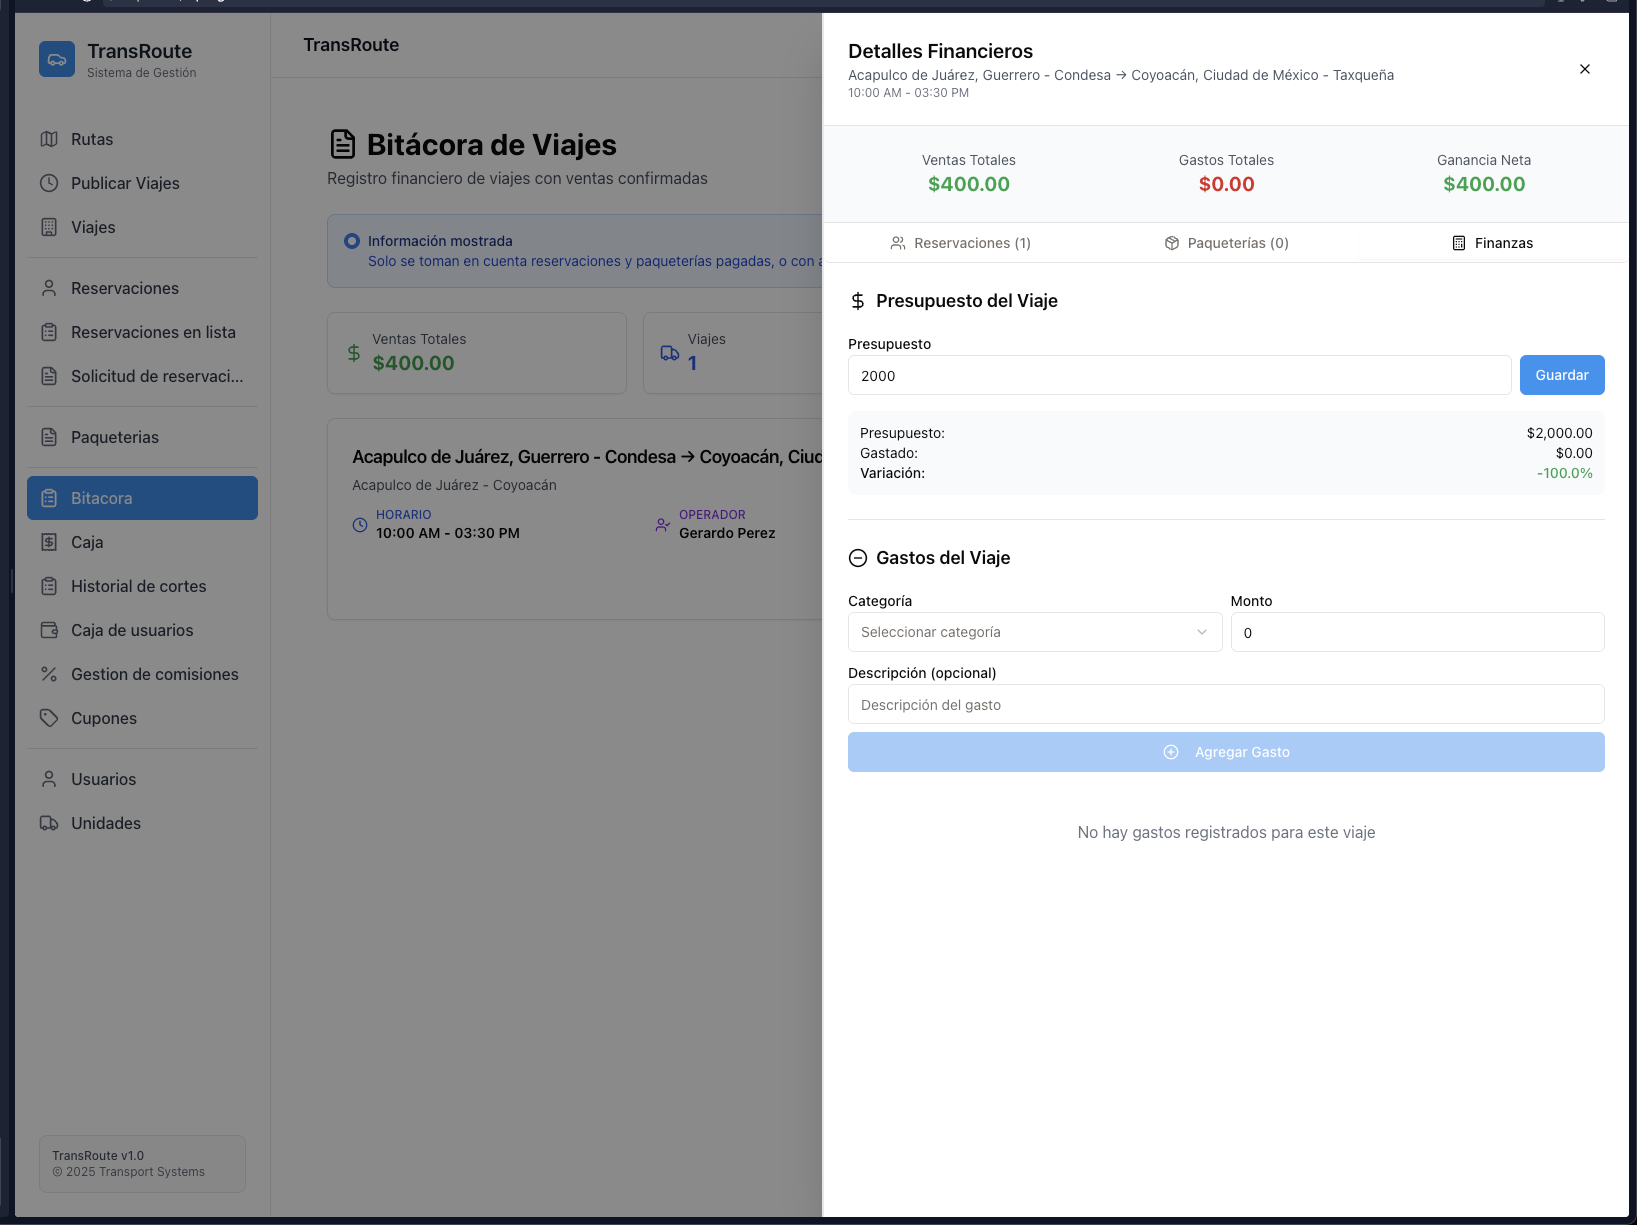 TransRoute
Sistema de Gestión
Rutas
Publicar Viajes
Viajes
Reservaciones
Reservaciones en lista
Solicitud de reservaci...
Paqueterias
Bitacora
Caja
Historial de cortes
Caja de usuarios
Gestion de comisiones
Cupones
Usuarios
Unidades
TransRoute v1.0
© 2025 Transport Systems
TransRoute
Bitácora de Viajes
Registro financiero de viajes con ventas confirmadas
Información mostrada
Solo se toman en cuenta reservaciones y paqueterías pagadas, o con
Ventas Totales
$400.00
Viajes
1
Acapulco de Juárez, Guerrero - Condesa → Coyoacán,
Acapulco de Juárez - Coyoacán
HORARIO
10:00 AM - 03:30 PM
OPERADOR
Gerardo Perez
Detalles Financieros
Acapulco de Juárez, Guerrero - Condesa → Coyoacán, Ciudad de México - Taxqueña
10:00 AM - 03:30 PM
Ventas Totales
$400.00
Gastos Totales
$0.00
Ganancia Neta
$400.00
Reservaciones (1)
Paqueterías (0)
Finanzas
Presupuesto del Viaje
Presupuesto
2000
Guardar
Presupuesto: $2,000.00
Gastado: $0.00
Variación: -100.0%
Gastos del Viaje
Categoría
Seleccionar categoría
Monto
0
Descripción (opcional)
Descripción del gasto
Agregar Gasto
No hay gastos registrados para este viaje